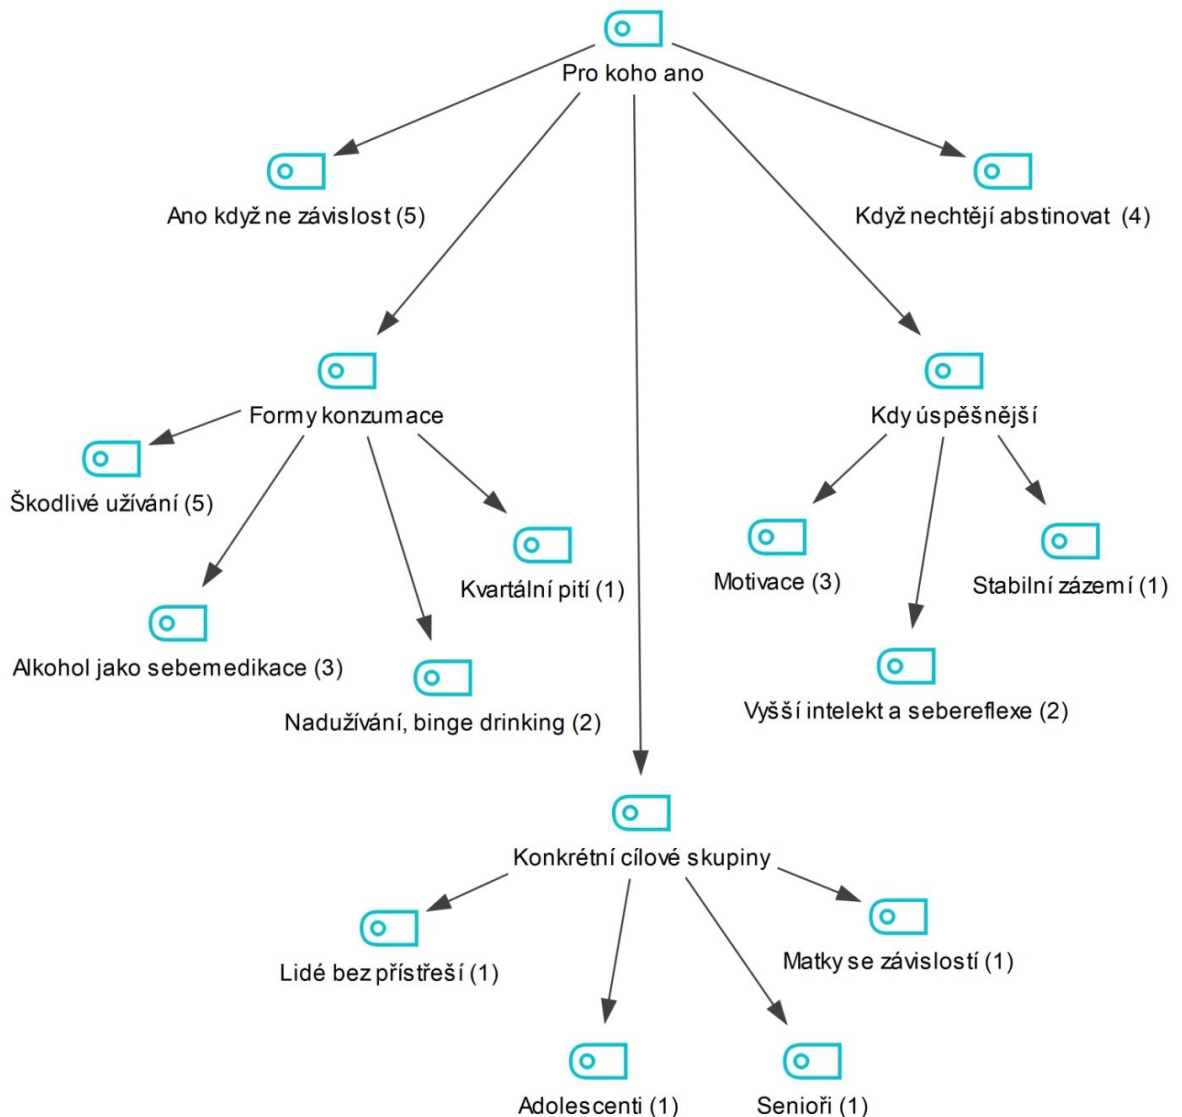 Pro koho ano
Ano když ne závislost (5)
Když nechtějí abstinovat (4)
Formy konzumace
Kdy úspěšnější
Škodlivé užívání (5)
Kvartální pití (1)
Motivace (3)
Stabilní zázemí (1)
Alkohol jako sebemedikace (3)
Nadužívání, binge drinking (2)
Vyšší intelekt a sebereflexe (2)
Konkrétní cílové skupiny
Lidé bez přístřeší (1)
Matky se závislostí (1)
Adolescenti (1)
Senioři (1)